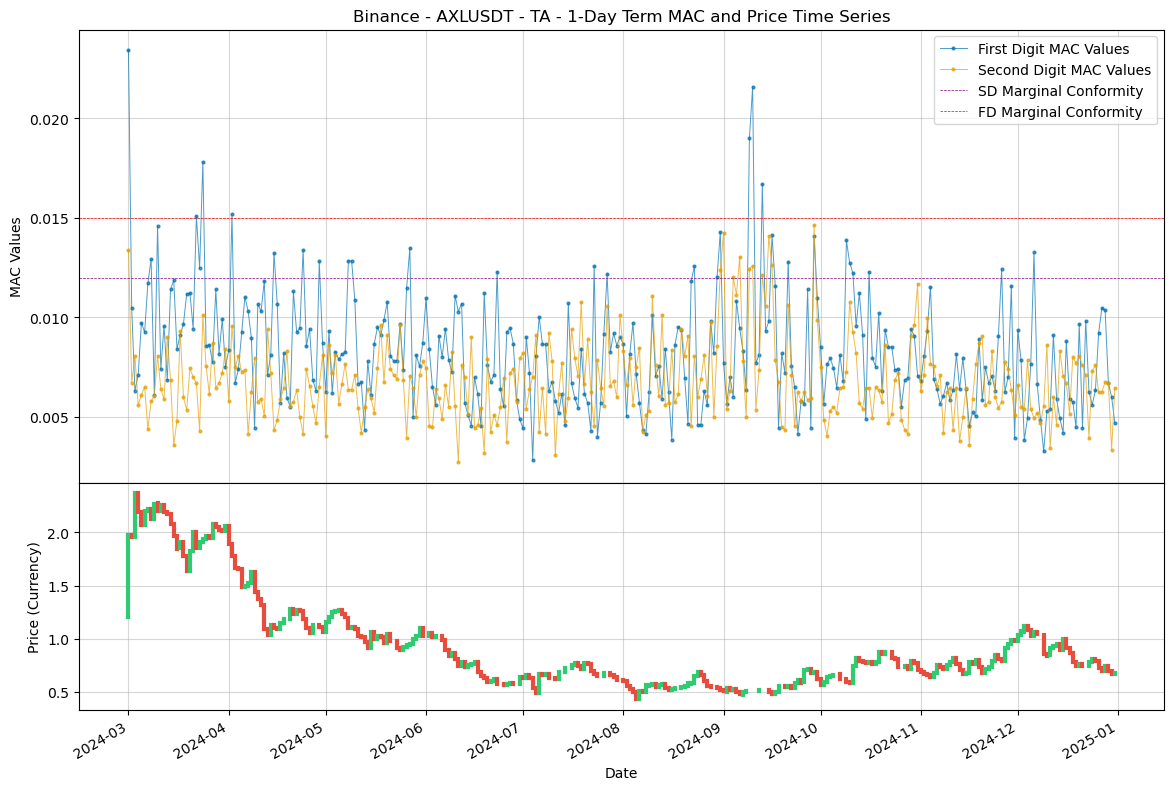 Binance - AXLUSDT - TA - 1-Day Term MAC and Price Time Series
First Digit MAC Values
Second Digit MAC Values
SD Marginal Conformity
FD Marginal Conformity
MAC Values
0.020
0.015
0.010
0.005
Price (Currency)
2.0
1.5
1.0
0.5
2024-03
2024-04
2024-05
2024-06
2024-07
2024-08
2024-09
2024-10
2024-11
2024-12
2025-01
Date